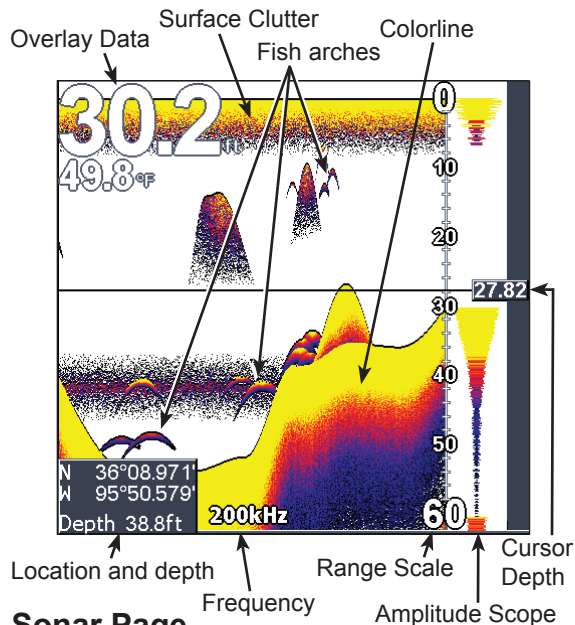 Surface Clutter
Overlay Data
Fish arches
Colorline
30.2 ft
49.8 °F
0
10
20
27.82
30
40
50
60
N 36°08.971'
W 95°50.579'
Depth 38.8ft
200kHz
Cursor
Depth
Location and depth
Range Scale
Frequency
Amplitude Scope
Sonar Page